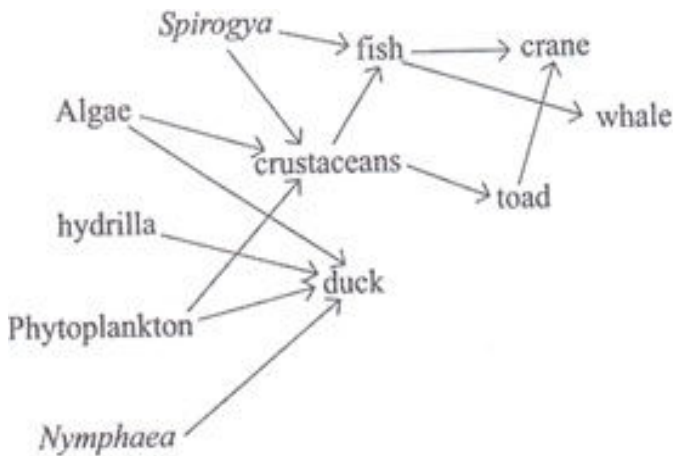 Spirogya
fish
crane
Algae
whale
crustaceans
toad
hydrilla
duck
Phytoplankton
Nymphaea